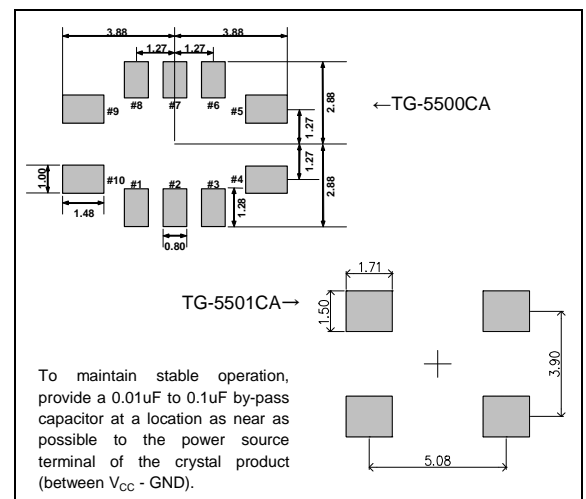 3.88 3.88
1.27 1.27
#8 #7 #6
#9 #5
2.88
1.27
←TG-5500CA
1.27
2.88
1.00
#10 #1 #2 #3 #4
1.48
1.28
0.80
1.71
TG-5501CA→
1.50
3.90
5.08
To maintain stable operation,
provide a 0.01uF to 0.1uF by-pass
capacitor at a location as near as
possible to the power source
terminal of the crystal product
(between VCC - GND).